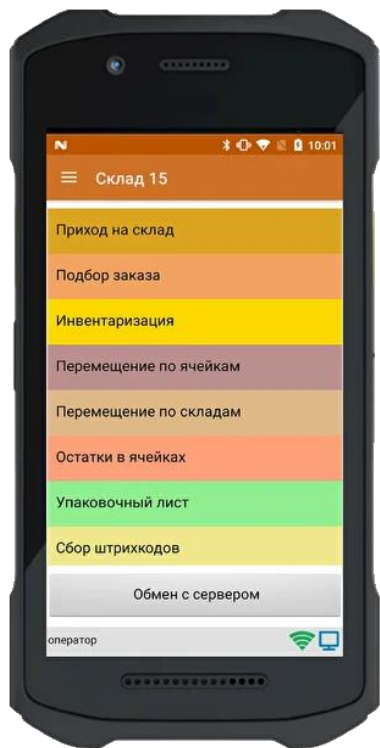 10:01
Склад 15
Приход на склад
Подбор заказа
Инвентаризация
Перемещение по ячейкам
Перемещение по складам
Остатки в ячейках
Упаковочный лист
Сбор штрихкодов
Обмен с сервером
оператор